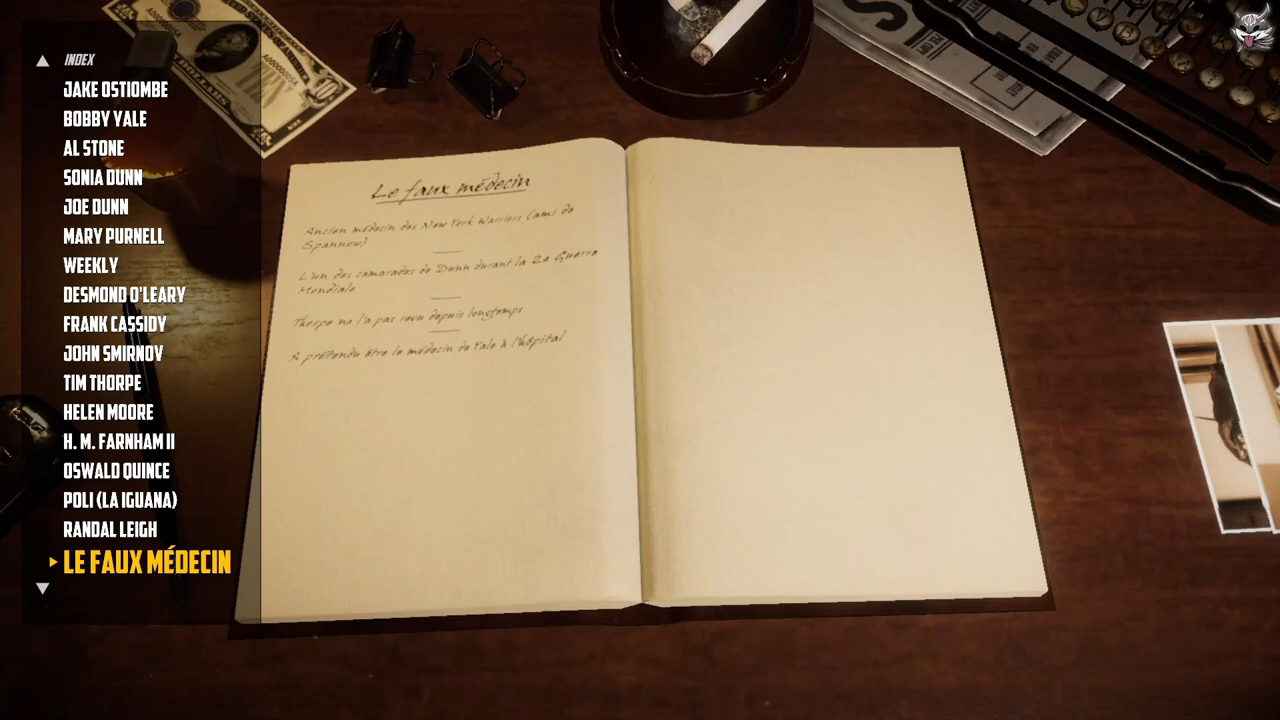 INDEX
JAKE OSTIOMBE
BOBBY YALE
AL STONE
SONIA DUNN
JOE DUNN
MARY PURNELL
WEEKLY
DESMOND O'LEARY
FRANK CASSIDY
JOHN SMIRNOV
TIM THORPE
HELEN MOORE
H. M. FARNHAM II
OSWALD QUINCE
POLI (LA IGUANA)
RANDAL LEIGH
LE FAUX MÉDECIN
Le faux médecin
Ancien médecin des New York Warriors (ami de
Spannow)
L'un des camarades de Dunn durant la 2e Guerre
Mondiale
Thorpe ne l'a pas revu depuis longtemps
A prétendu être le médecin de Yale à l'hôpital